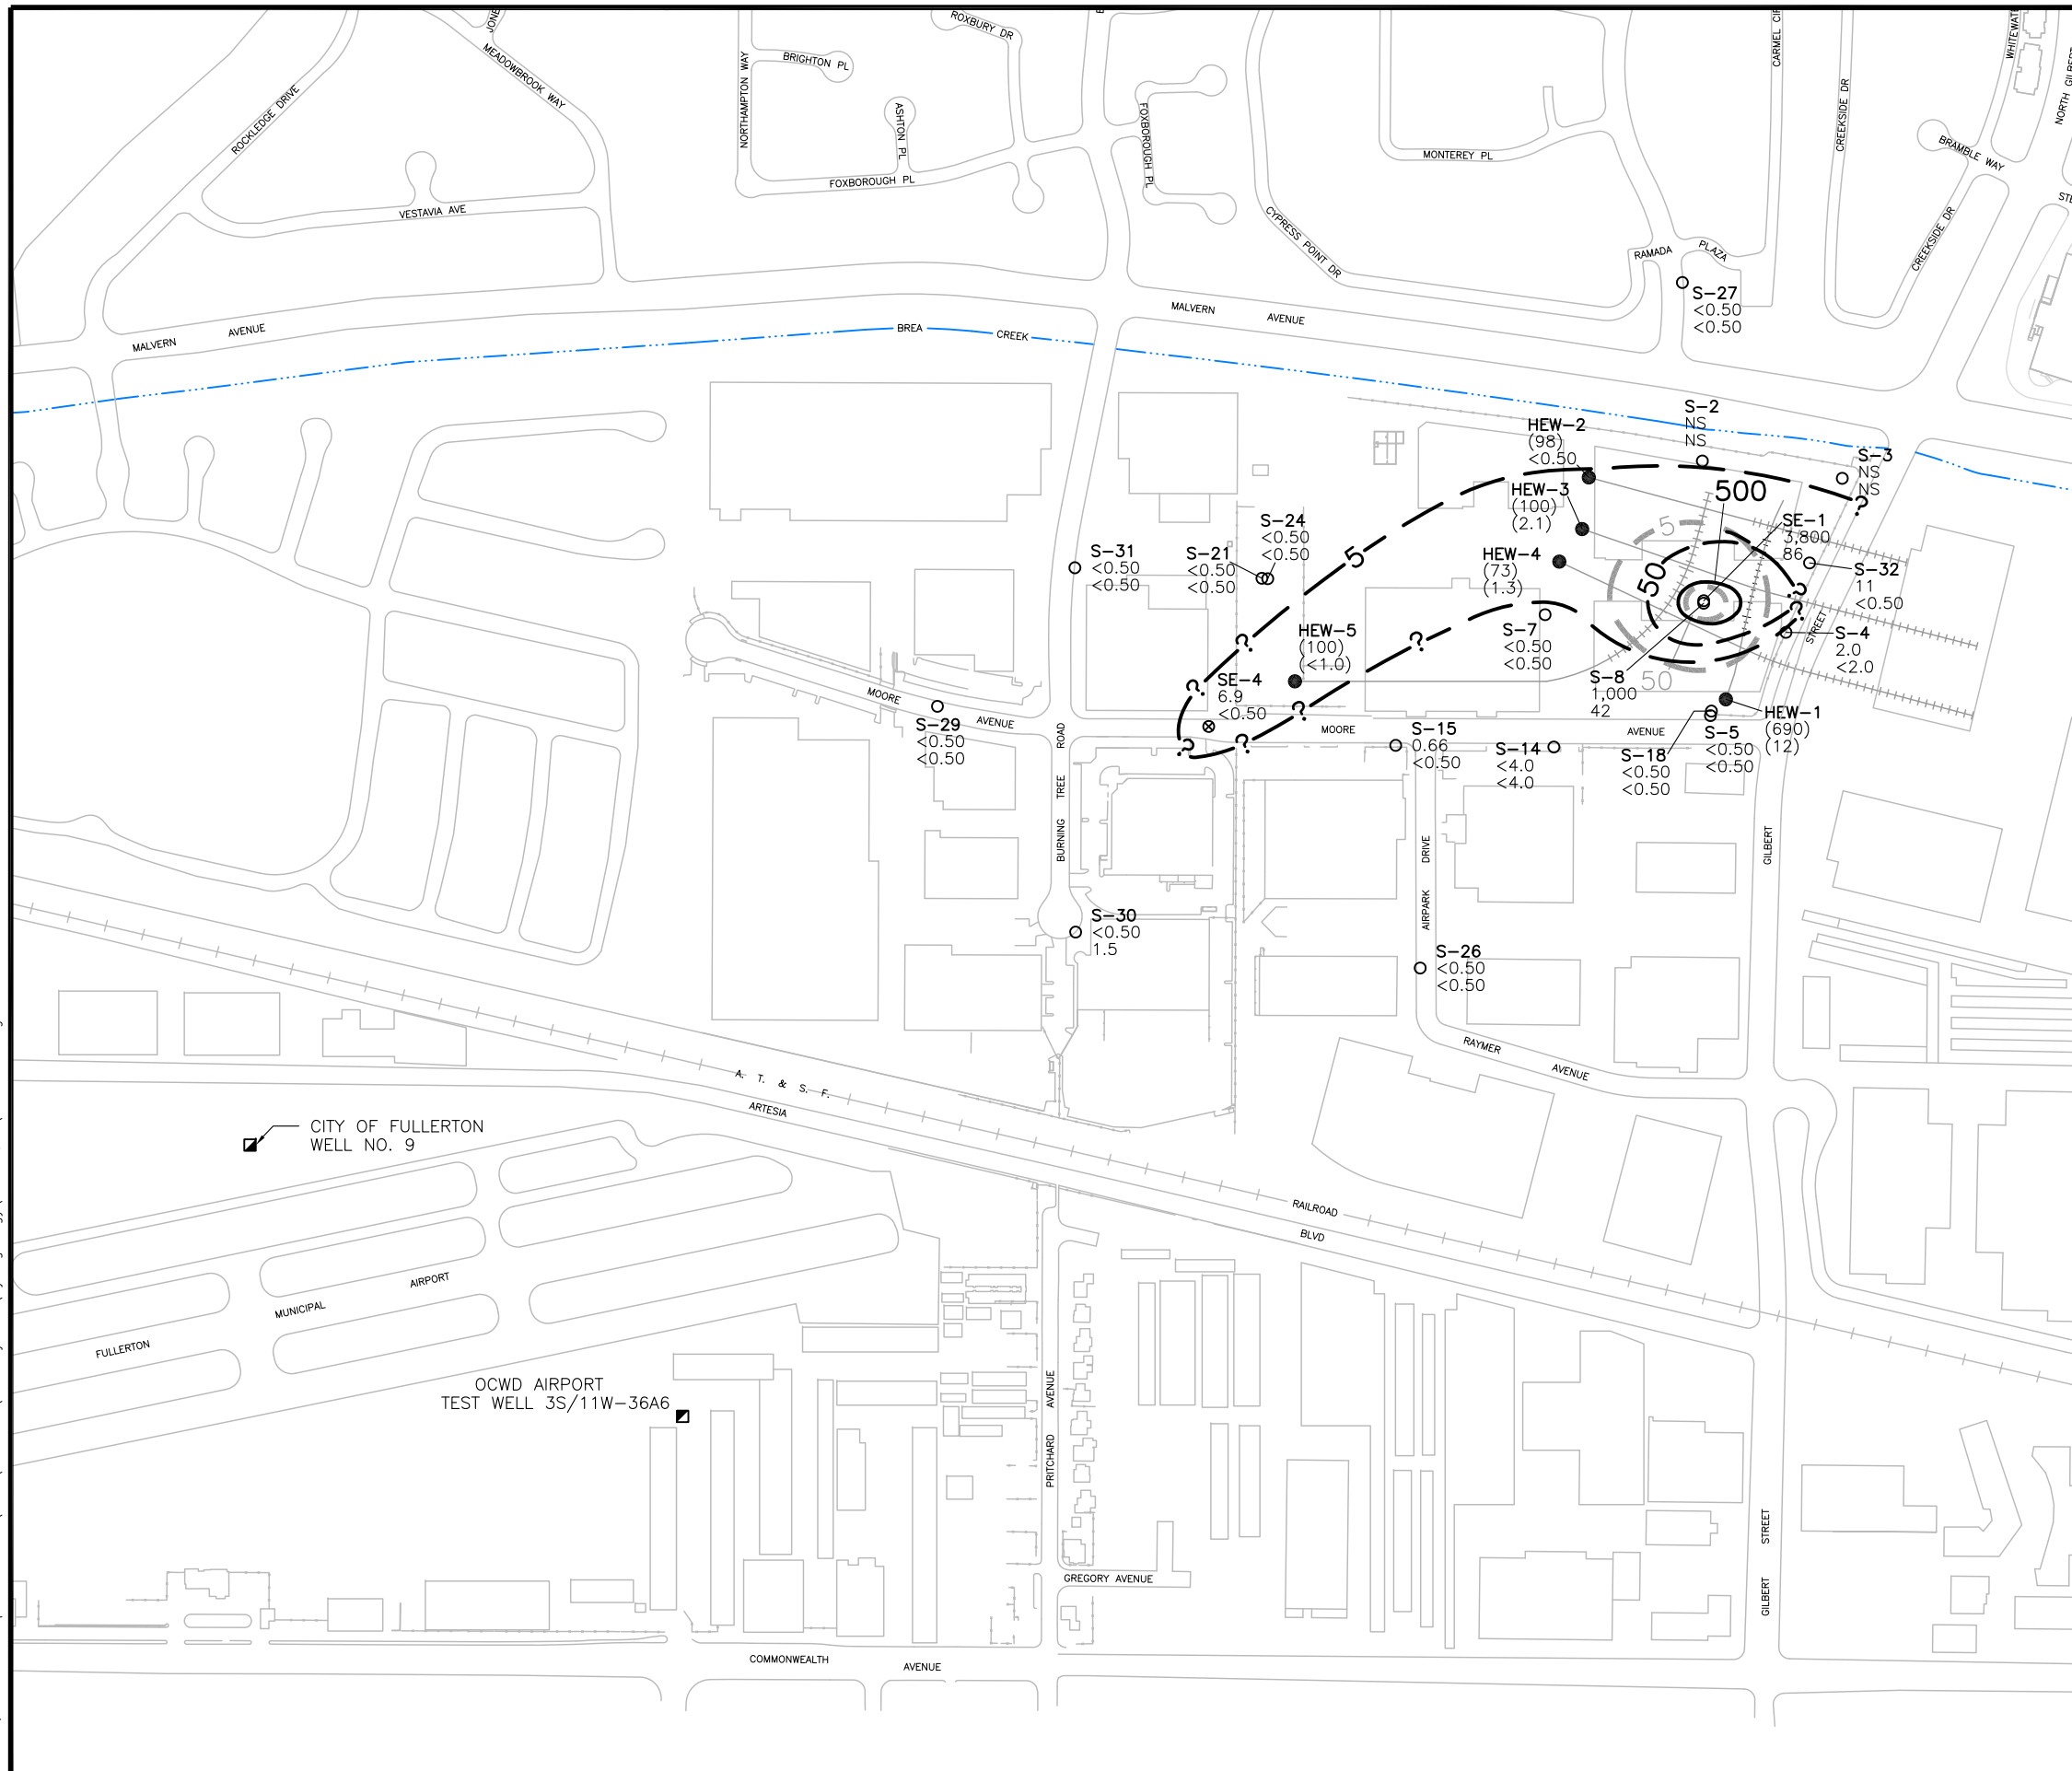 JONE
MEADOWBROOK WAY
ROCKLEDGE DRIVE
VESTAVIA AVE
NORTHAMPTON WAY
BRIGHTON PL
ASHTON PL
FOXBOROUGH PL
ROXBURY DR
FOXBOROUGH PL
CYPRESS POINT DR
MONTEREY PL
CARMEL CIR
CREEKSIDE DR
WHITEWATE
NORTH GILBERT
BRAMBLE WAY
CREEKSIDE DR
RAMADA PLAZA
S-27
<0.50
<0.50
MALVERN AVENUE
MALVERN AVENUE
BREA CREEK
S-2
NS
NS
S-3
NS
NS
HEW-2
(98)
<0.50
HEW-3
(100)
(2.1)
HEW-4
(73)
(1.3)
500
5
SE-1
3,800
86
S-32
11
<0.50
S-4
2.0
<2.0
50
50
5
? ? ? ? ? ? ? ? ?
S-24
<0.50
<0.50
S-21
<0.50
<0.50
S-31
<0.50
<0.50
HEW-5
(100)
(<1.0)
SE-4
6.9
<0.50
S-7
<0.50
<0.50
S-8
1,000
42
HEW-1
(690)
(12)
S-5
<0.50
<0.50
S-18
<0.50
<0.50
S-14
<4.0
<4.0
S-15
0.66
<0.50
S-29
<0.50
<0.50
MOORE AVENUE
MOORE AVENUE
STREET
GILBERT
BURNING TREE ROAD
AIRPARK DRIVE
S-30
<0.50
1.5
S-26
<0.50
<0.50
RAYMER AVENUE
A. T. & S. F. RAILROAD
ARTESIA BLVD
CITY OF FULLERTON
WELL NO. 9
FULLERTON MUNICIPAL AIRPORT
OCWD AIRPORT
TEST WELL 3S/11W-36A6
PRITCHARD AVENUE
GREGORY AVENUE
GILBERT STREET
COMMONWEALTH AVENUE